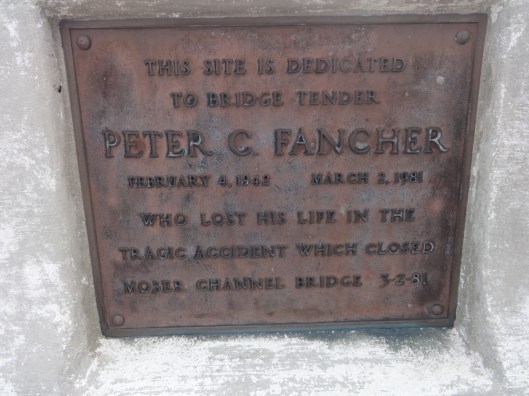 THIS SITE IS DEDICATED
TO BRIDGE TENDER
PETER C. FANCHER
FEBRUARY 4, 1942 MARCH 2, 1981
WHO LOST HIS LIFE IN THE
TRAGIC ACCIDENT WHICH CLOSED
MOSER CHANNEL BRIDGE 3-2-81